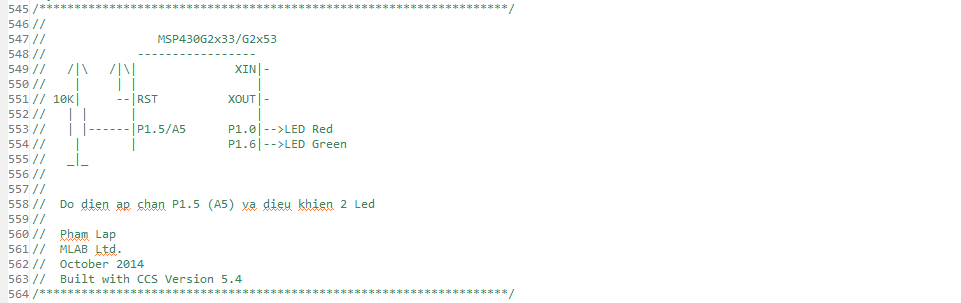 545 /*******************************************************************/
546 //
547 //                MSP430G2x33/G2x53
548 //             -----------------
549 //   /|\   /|\|              XIN|-
550 //    |     | |                 |
551 // 10K|     --|RST          XOUT|-
552 //   | |      |                 |
553 //   | |------|P1.5/A5      P1.0|-->LED Red
554 //    |       |             P1.6|-->LED Green
555 //   _|_
556 //
557 //
558 //  Do dien ap chan P1.5 (A5) va dieu khien 2 Led
559 //
560 //  Pham Lap
561 //  MLAB Ltd.
562 //  October 2014
563 //  Built with CCS Version 5.4
564 /*******************************************************************/